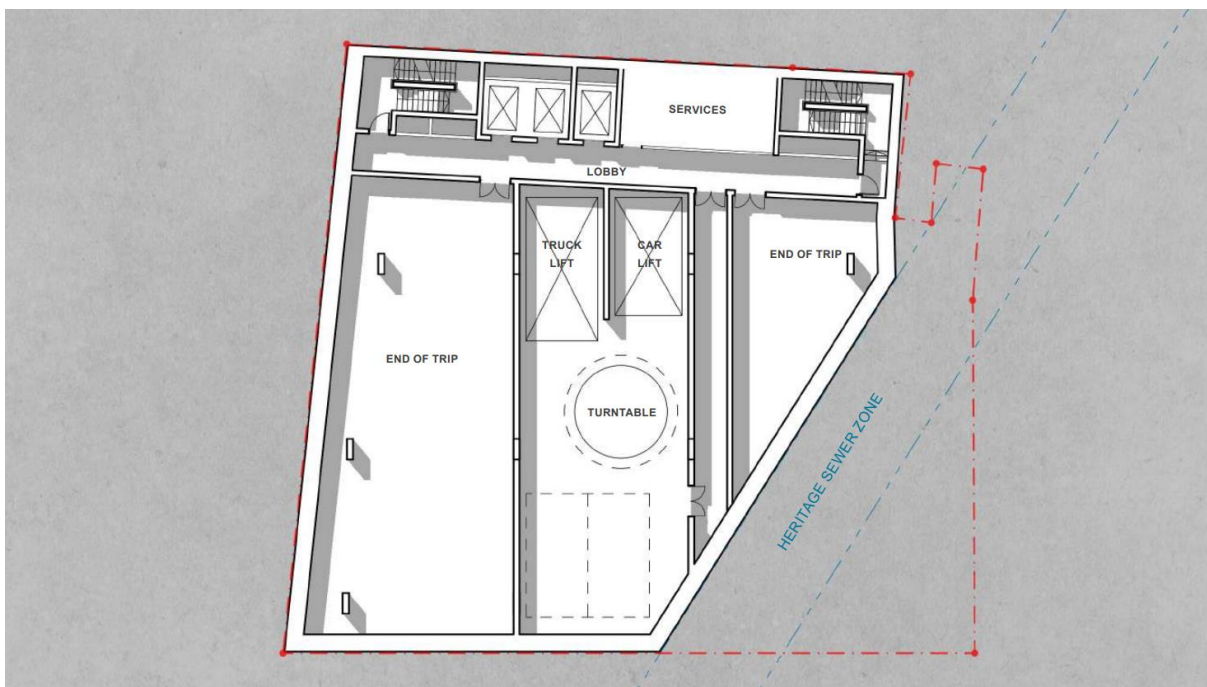 SERVICES
LOBBY
TRUCK
LIFT
CAR
LIFT
END OF TRIP
END OF TRIP
TURNTABLE
HERITAGE SEWER ZONE